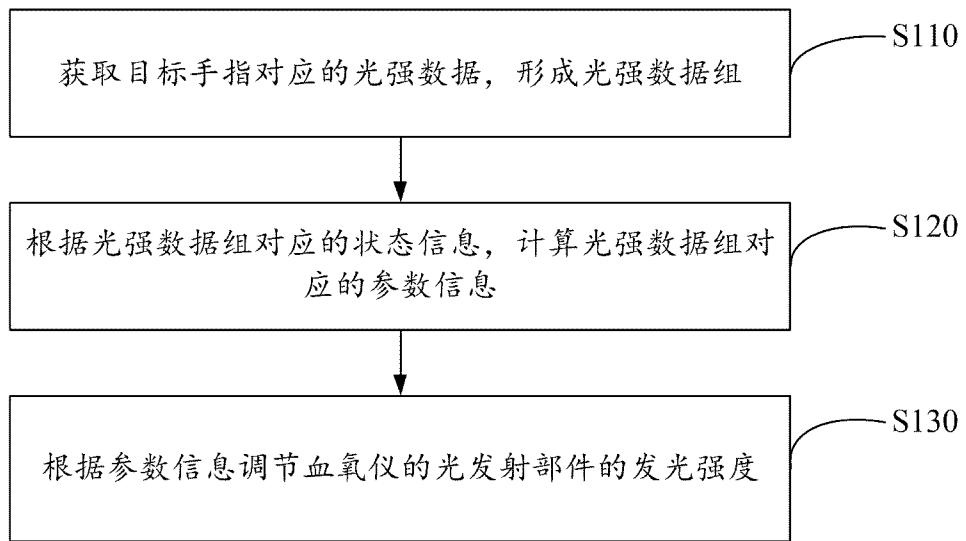 S110
获取目标手指对应的光强数据，形成光强数据组
S120
根据光强数据组对应的状态信息，计算光强数据组对
应的参数信息
S130
根据参数信息调节血氧仪的光发射部件的发光强度